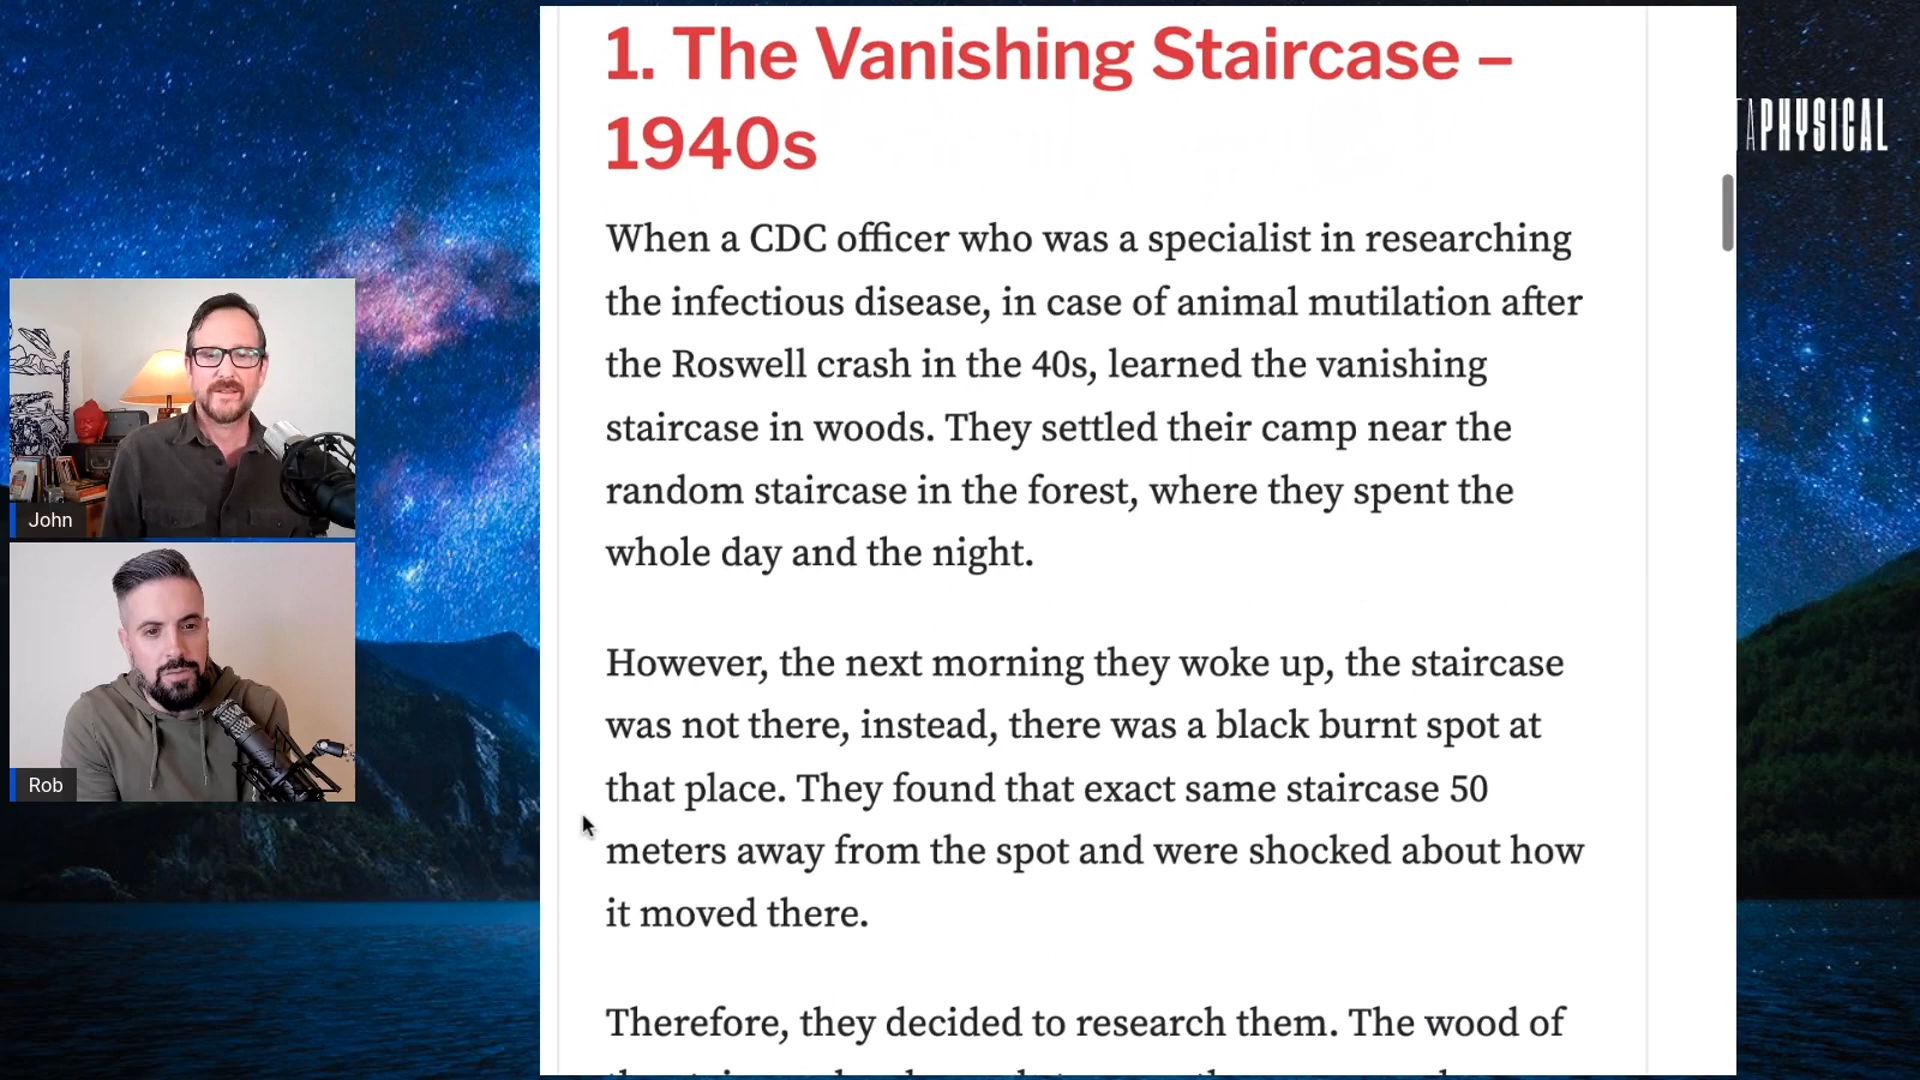 1. The Vanishing Staircase –
1940s
When a CDC officer who was a specialist in researching
the infectious disease, in case of animal mutilation after
the Roswell crash in the 40s, learned the vanishing
staircase in woods. They settled their camp near the
random staircase in the forest, where they spent the
whole day and the night.
However, the next morning they woke up, the staircase
was not there, instead, there was a black burnt spot at
that place. They found that exact same staircase 50
meters away from the spot and were shocked about how
it moved there.
Therefore, they decided to research them. The wood of
TAPHYSICAL
John
Rob